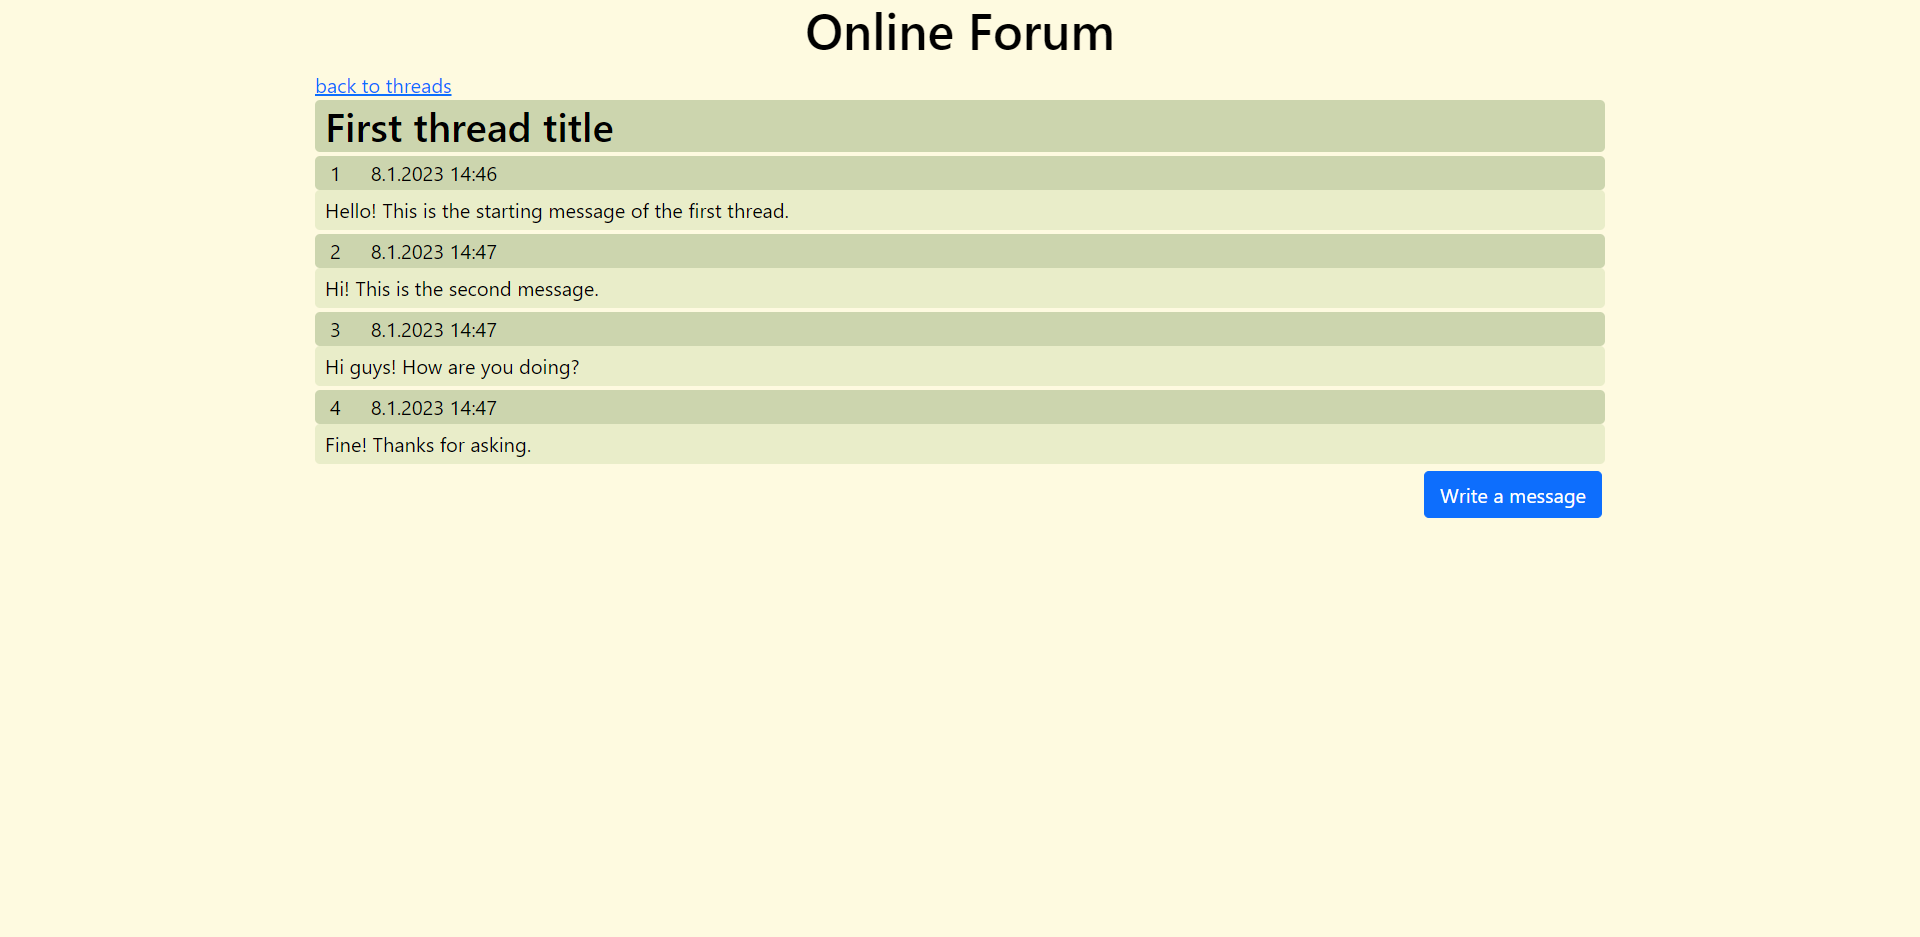 Online Forum
back to threads
First thread title
1 8.1.2023 14:46
Hello! This is the starting message of the first thread.
2 8.1.2023 14:47
Hi! This is the second message.
3 8.1.2023 14:47
Hi guys! How are you doing?
4 8.1.2023 14:47
Fine! Thanks for asking.
Write a message